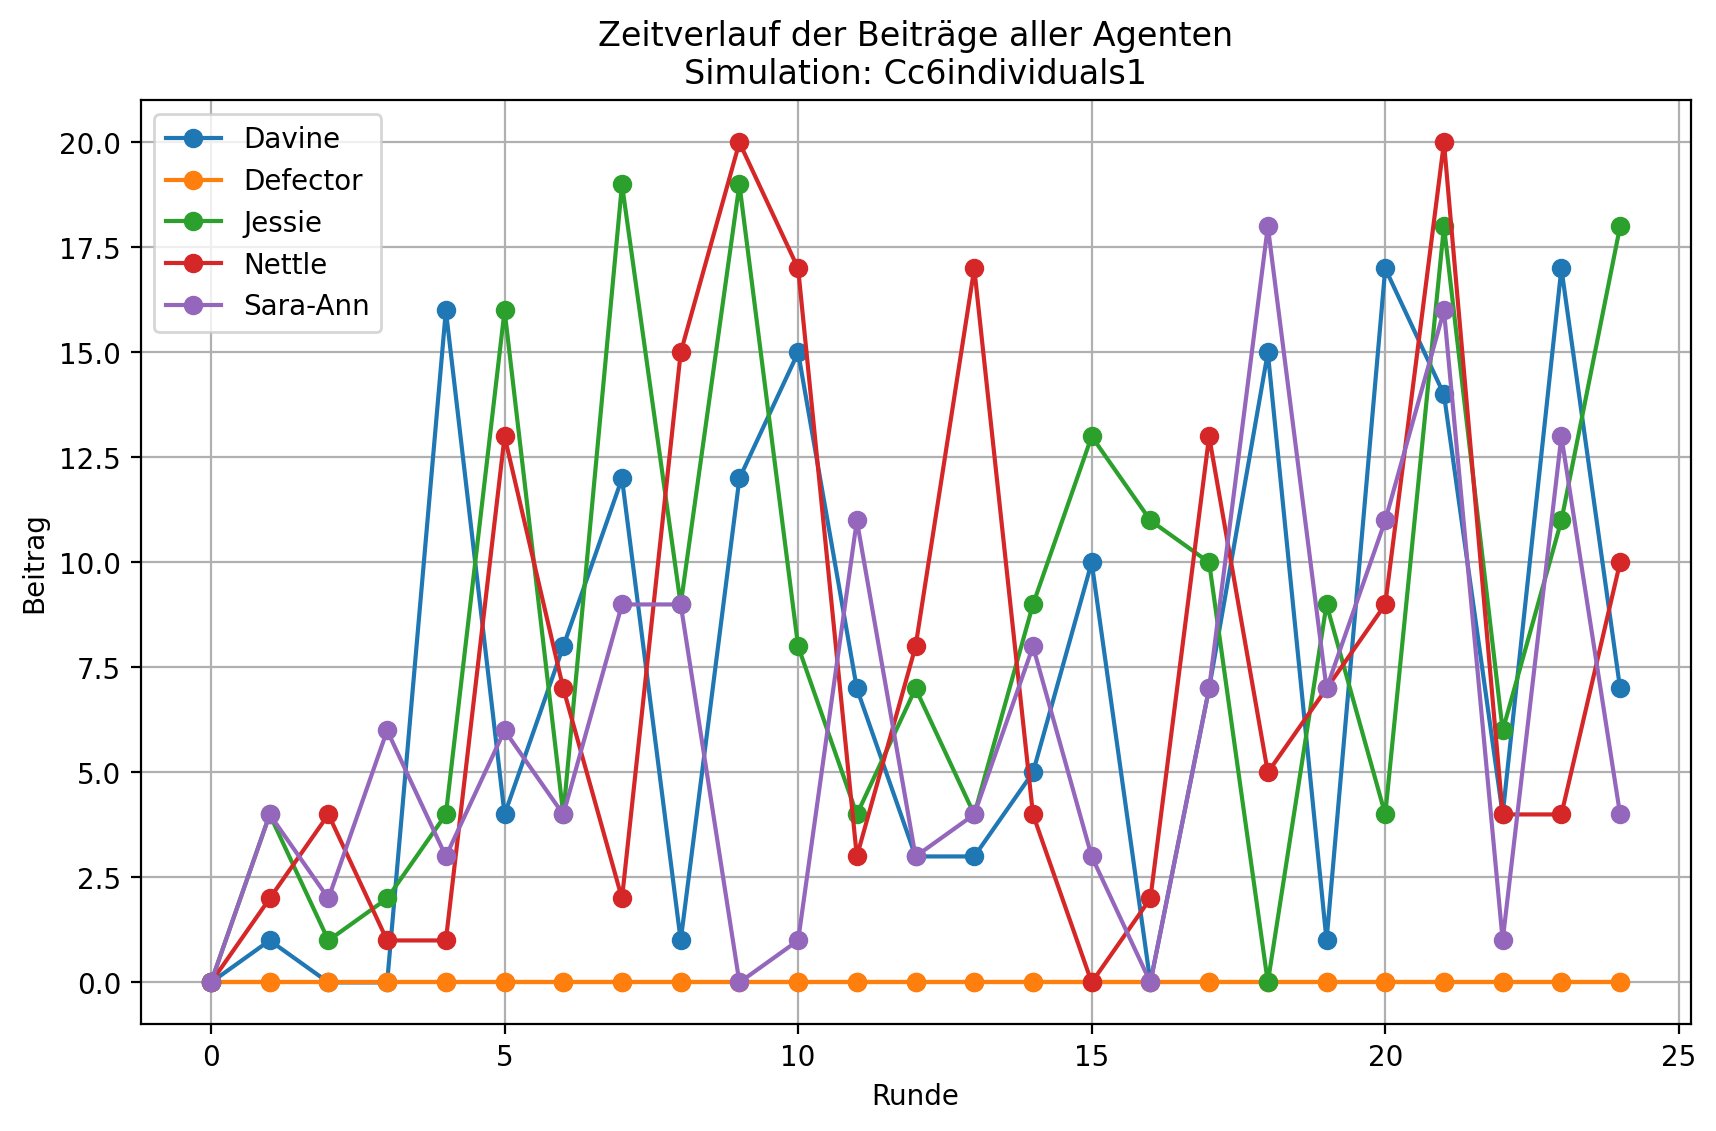 Zeitverlauf der Beiträge aller Agenten
Simulation: Cc6individuals1
Davine
Defector
Jessie
Nettle
Sara-Ann
20.0
17.5
15.0
12.5
10.0
7.5
5.0
2.5
0.0
Beitrag
0 5 10 15 20 25
Runde